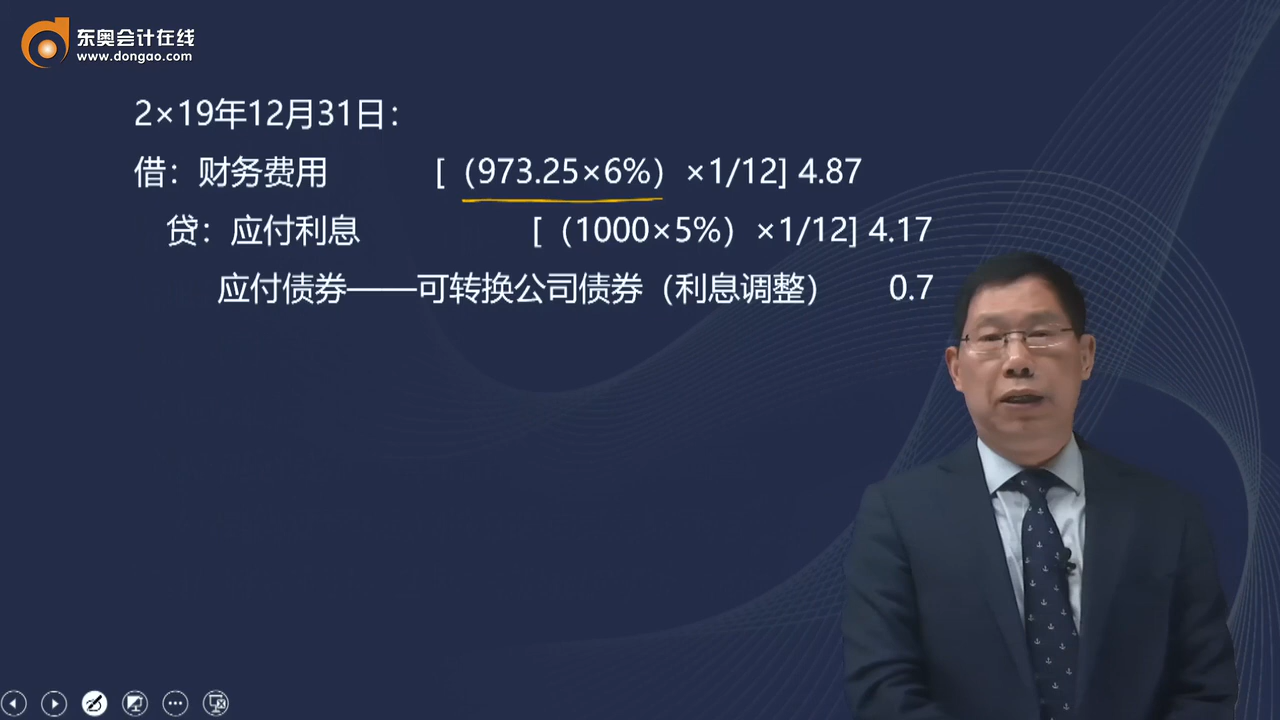 东奥会计在线
www.dongao.com
2×19年12月31日：
借：财务费用 [（973.25×6%）×1/12] 4.87
贷：应付利息 [（1000×5%）×1/12] 4.17
应付债券——可转换公司债券（利息调整） 0.7